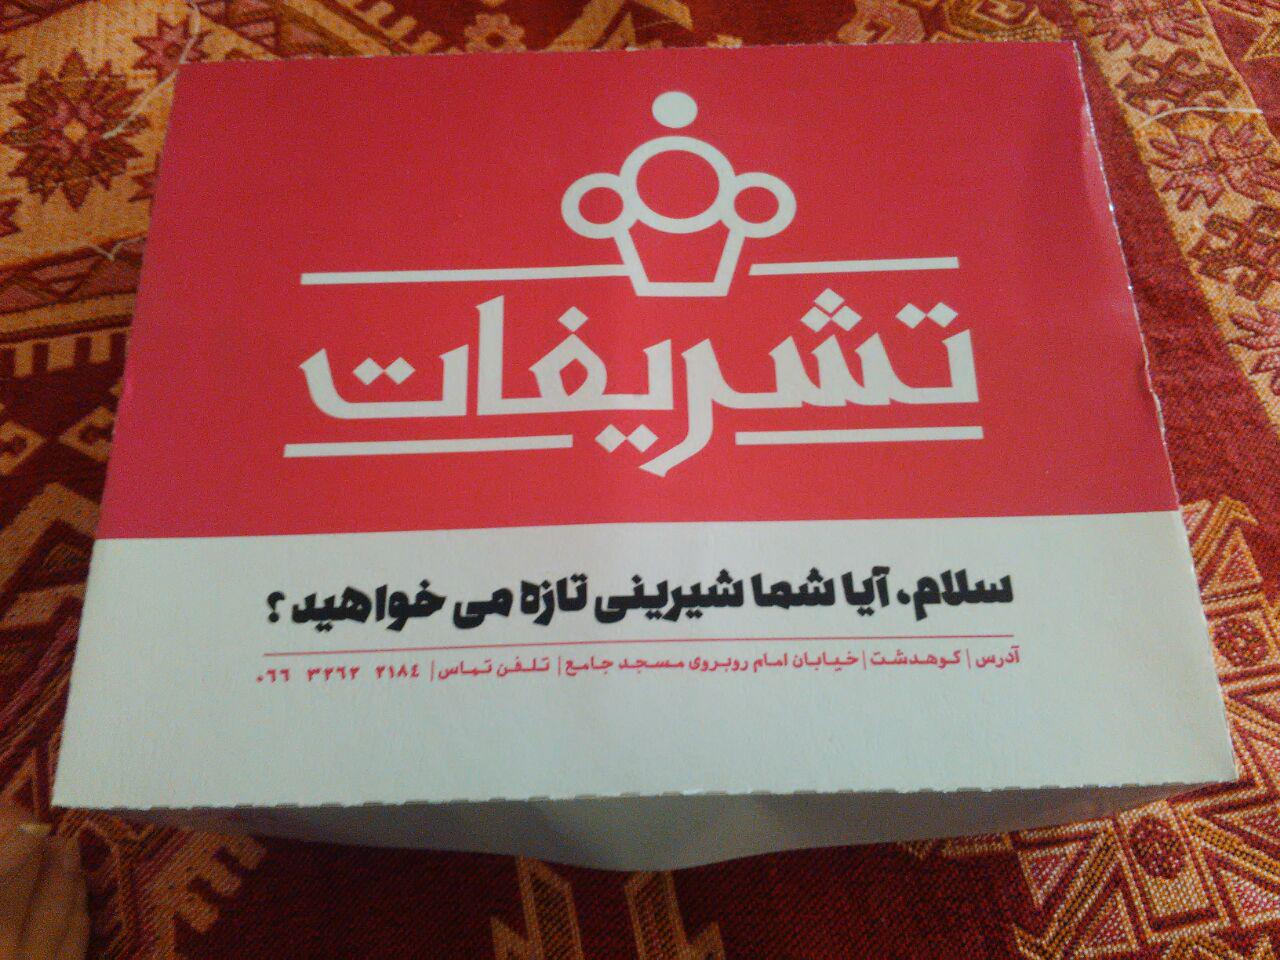 تشریفات
سلام، آیا شما شیرینی تازه می خواهید؟
آدرس | کوهدشت | خیابان امام روبروی مسجد جامع | تلفن تماس | ۲۱۸۴ ۳۲۶۲ ۰۶۶